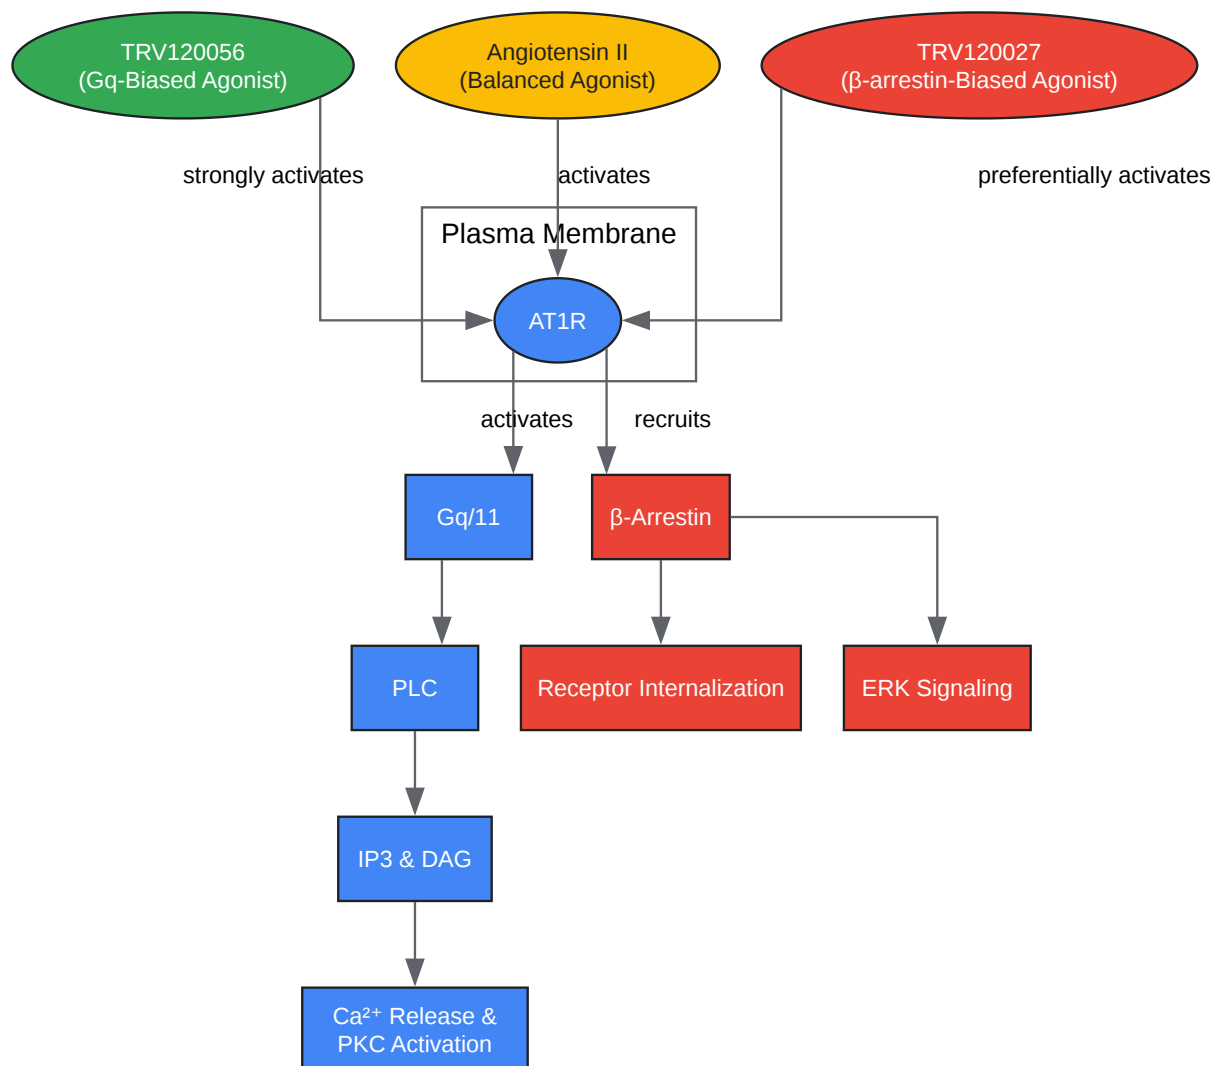 TRV120056
(Gq-Biased Agonist)
Angiotensin II
(Balanced Agonist)
TRV120027
(β-arrestin-Biased Agonist)
strongly activates
activates
preferentially activates
Plasma Membrane
AT1R
activates
recruits
Gq/11
β-Arrestin
PLC
Receptor Internalization
ERK Signaling
IP3 & DAG
Ca²⁺ Release &
PKC Activation